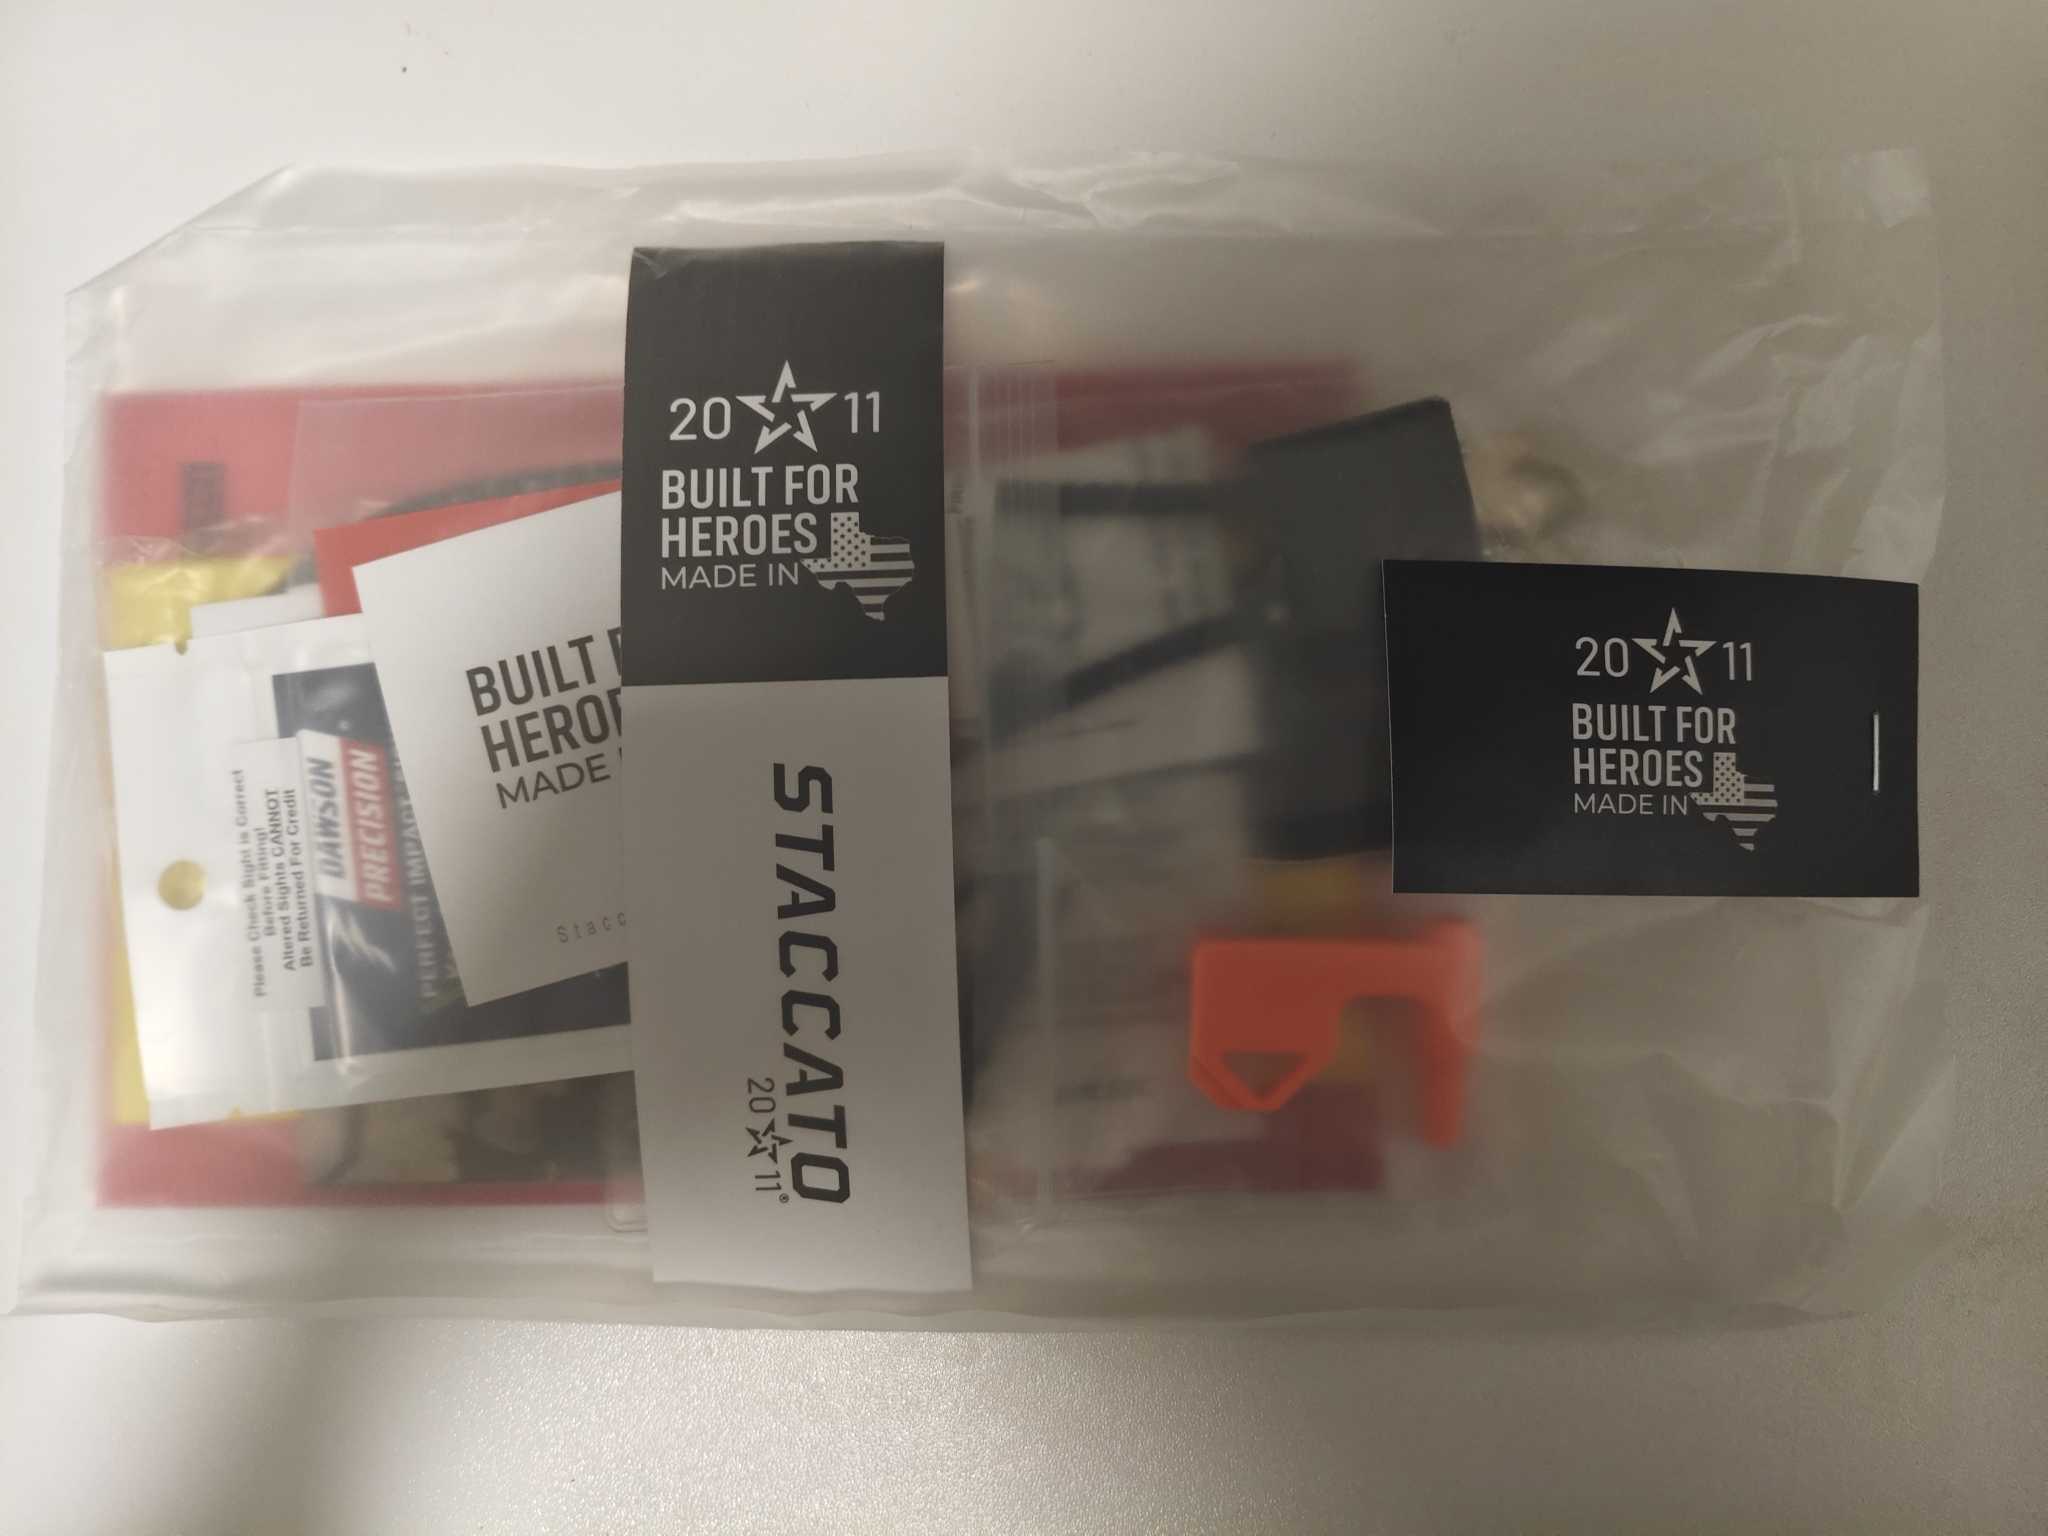 20 11
BUILT FOR
HEROES
MADE IN
STACCATO
20 11®
BUILT
HERO
MADE
Stacc
Please Check Sight is Correct
Before Fitting!
Altered Sights CANNOT
Be Returned For Credit
DAWSON
PRECISION
PERFECT IMPACT
20 11
BUILT FOR
HEROES
MADE IN